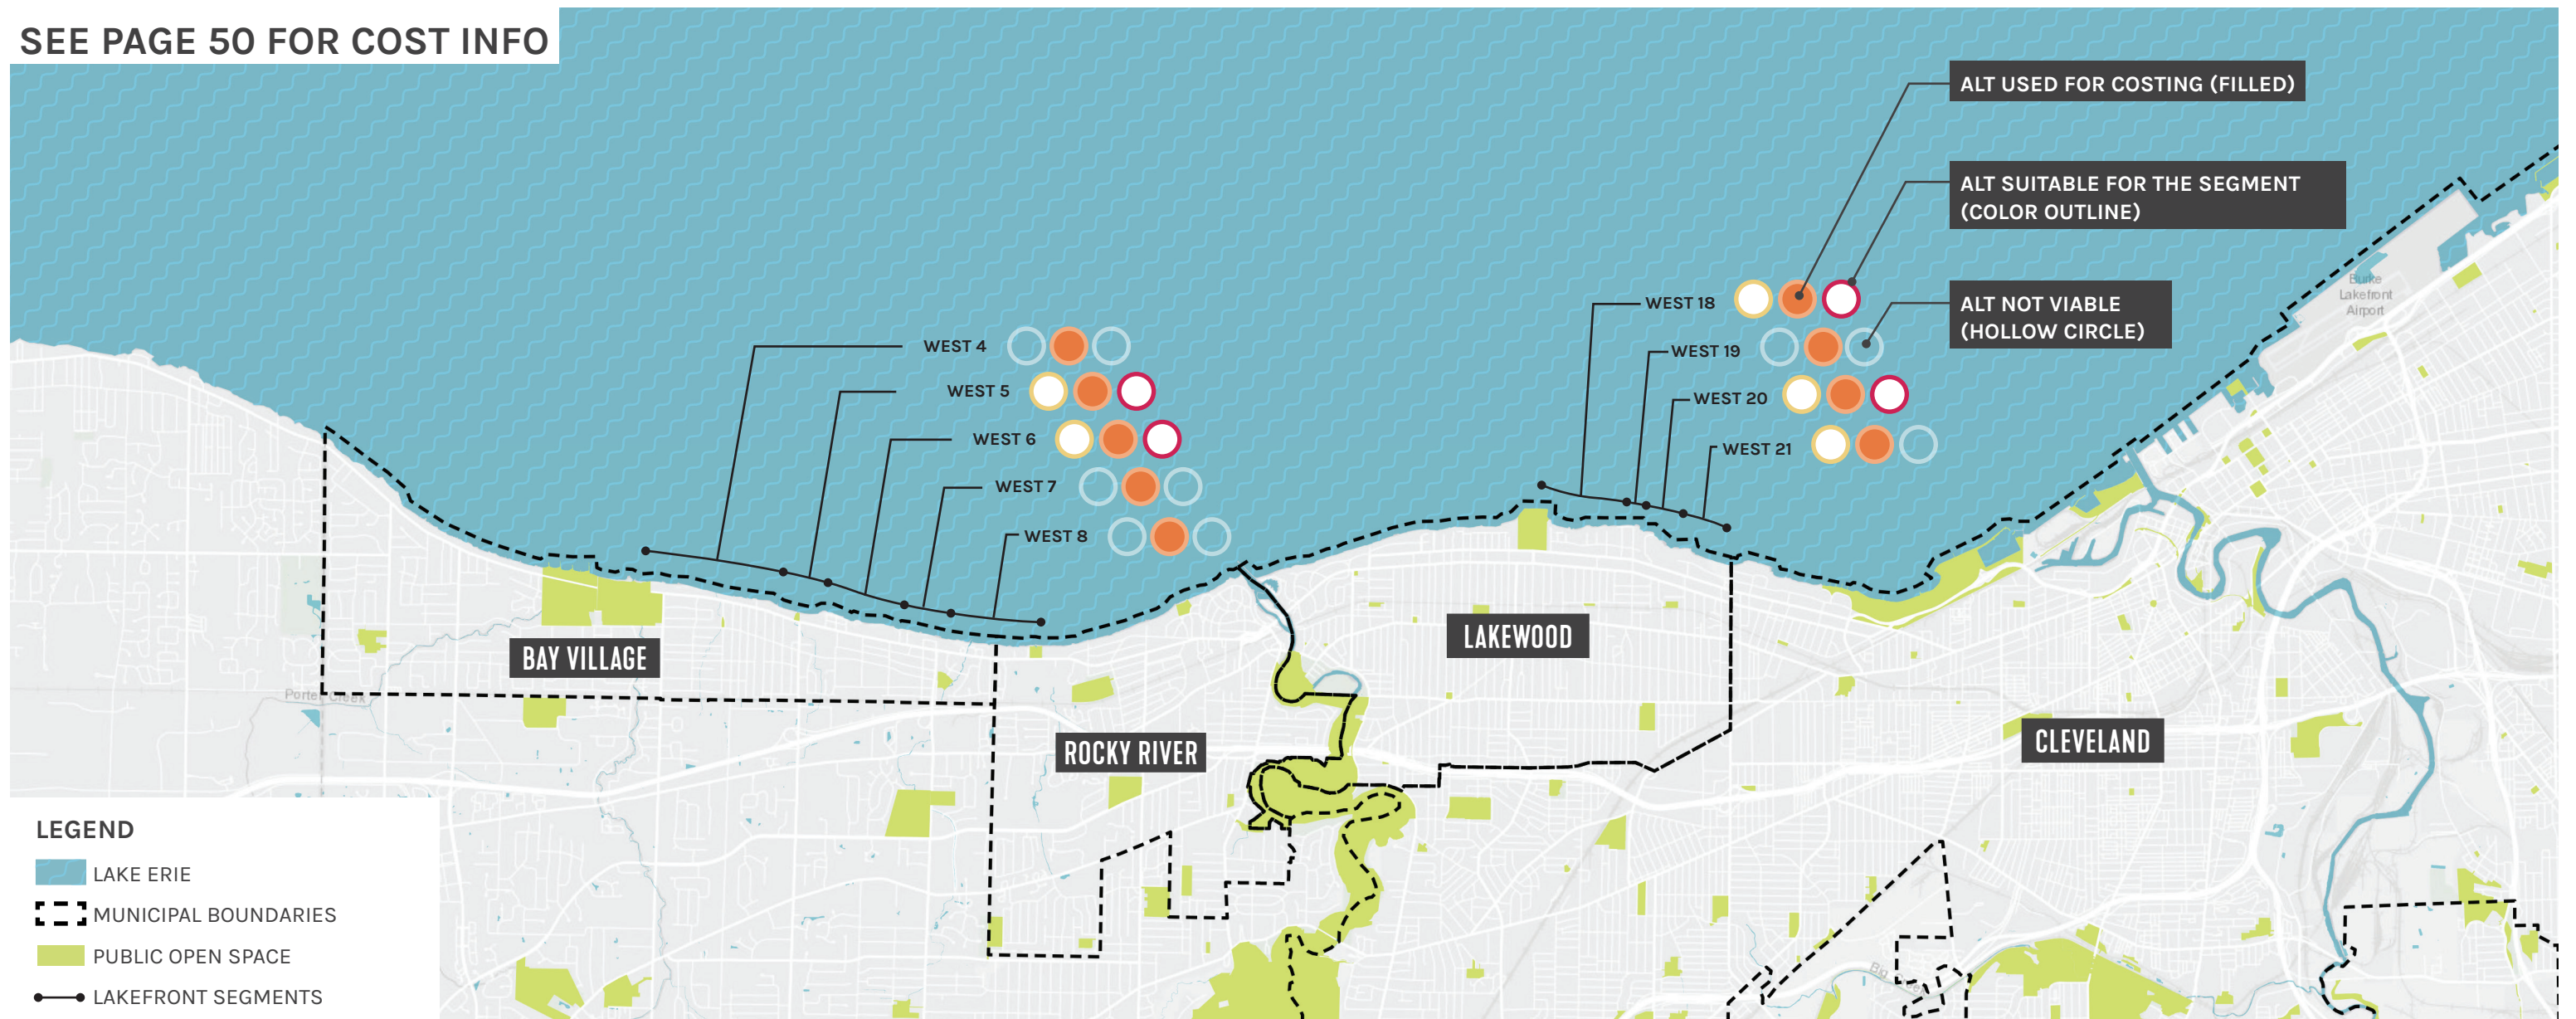 SEE PAGE 50 FOR COST INFO
ALT USED FOR COSTING (FILLED)
ALT SUITABLE FOR THE SEGMENT
(COLOR OUTLINE)
ALT NOT VIABLE
(HOLLOW CIRCLE)
Burke
Lakefront
Airport
WEST 18
WEST 19
WEST 20
WEST 21
WEST 4
WEST 5
WEST 6
WEST 7
WEST 8
BAY VILLAGE
LAKEWOOD
Porter Creek
ROCKY RIVER
CLEVELAND
Big
LEGEND
LAKE ERIE
MUNICIPAL BOUNDARIES
PUBLIC OPEN SPACE
LAKEFRONT SEGMENTS